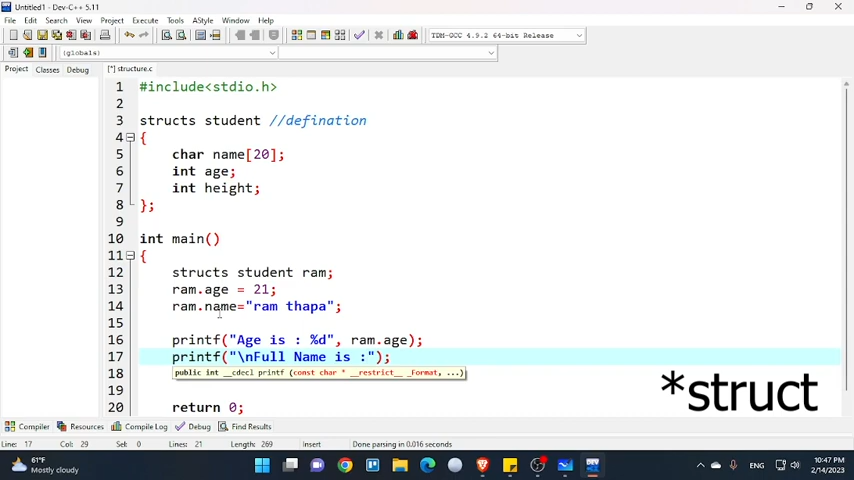 Untitled1 - Dev-C++ 5.11
File Edit Search View Project Execute Tools AStyle Window Help
TDM-GCC 4.9.2 64-bit Release
(globals)
Project Classes Debug
[*] structure.c
1 #include<stdio.h>
2
3 structs student //defination
4 {
5 char name[20];
6 int age;
7 int height;
8 };
9
10 int main()
11 {
12 structs student ram;
13 ram.age = 21;
14 ram.name="ram thapa";
15
16 printf("Age is : %d", ram.age);
17 printf("\nFull Name is :");
18 public int __cdecl printf (const char * __restrict__ _Format, ...)
19
*struct
20 return 0;
Compiler Resources Compile Log Debug Find Results
Line: 17 Col: 29 Sel: 0 Lines: 21 Length: 269 Insert Done parsing in 0.016 seconds
61°F
Mostly cloudy
ENG
10:47 PM
2/14/2023